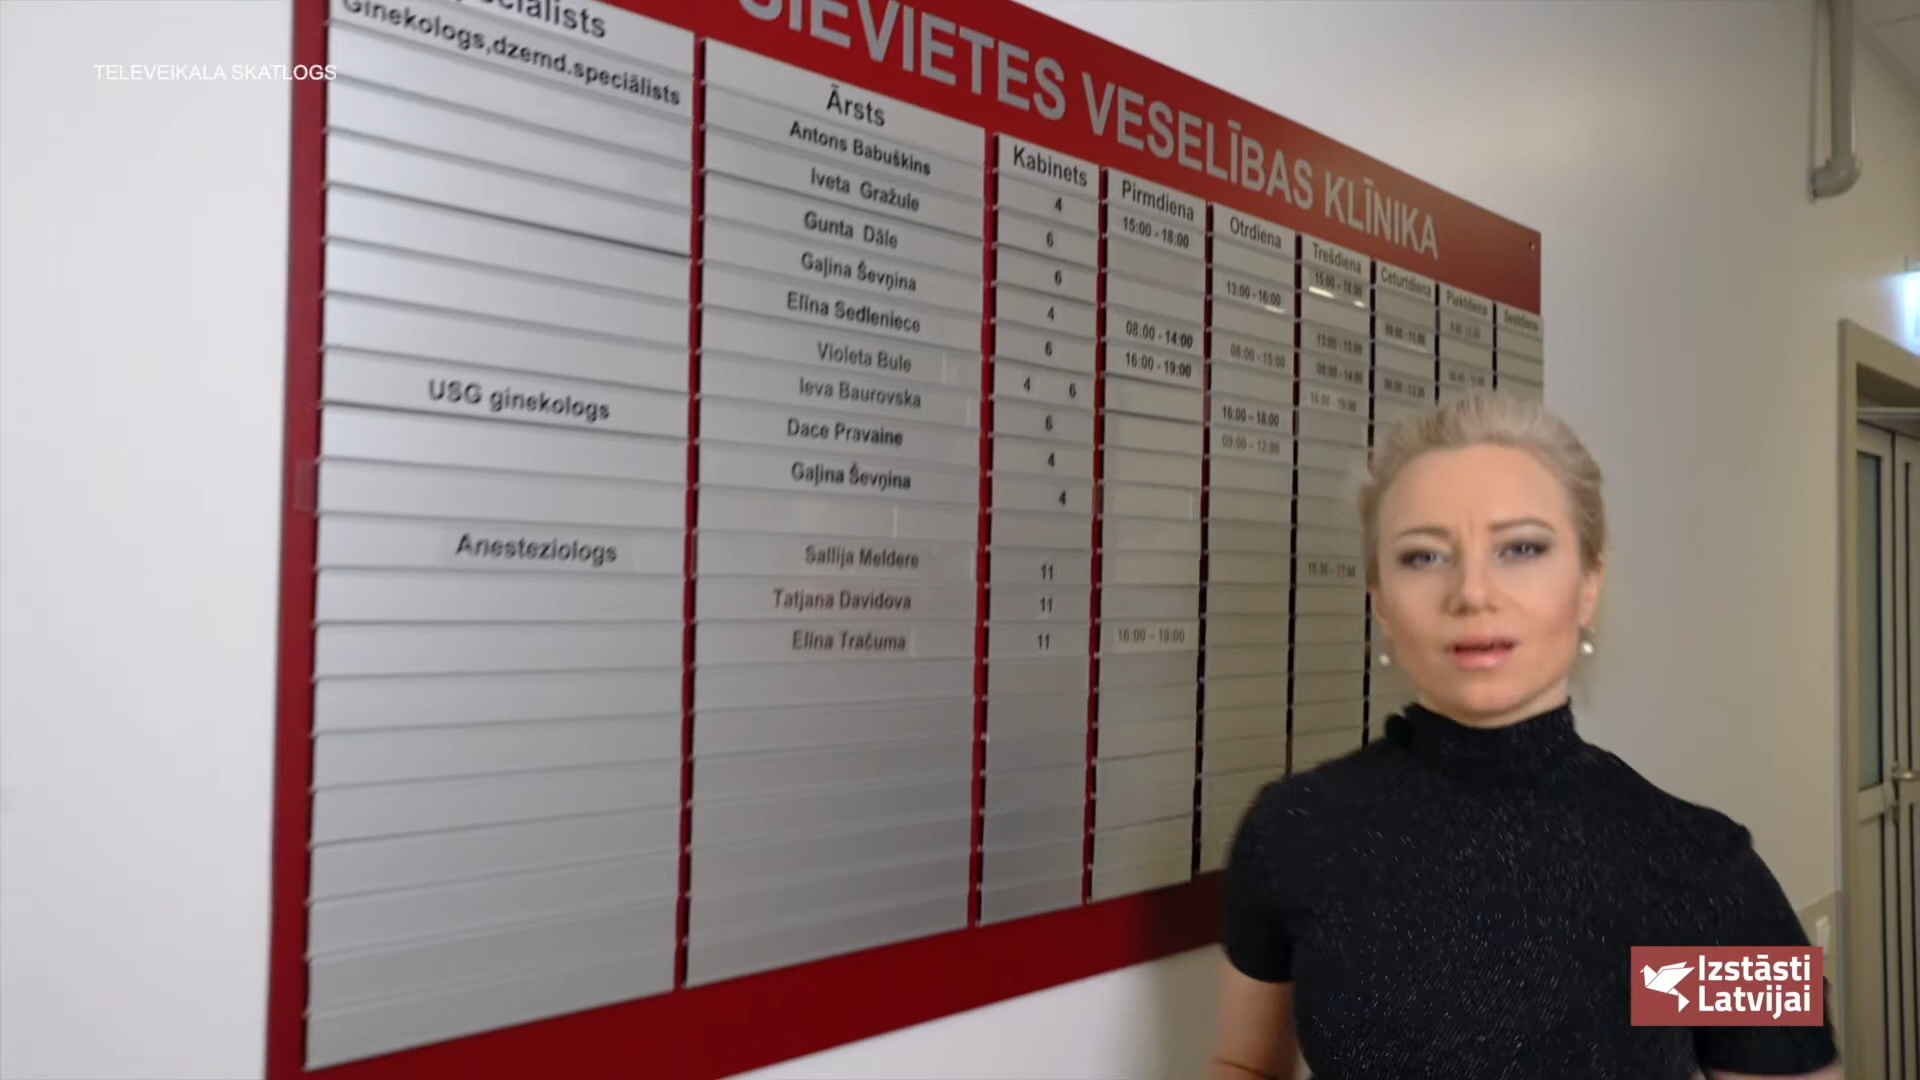 TELEVEIKALA SKATLOGS
SIEVIETES VESELĪBAS KLĪNIKA
Ginekologs,dzemd.speciālists
USG ginekologs
Anesteziologs
Ārsts
Antons Babuškins
Iveta Gražule
Gunta Dāle
Gaļina Ševņina
Elīna Sedleniece
Violeta Bule
Ieva Baurovska
Dace Pravaine
Gaļina Ševņina
Sallija Meldere
Tatjana Davidova
Elīna Tračuma
Kabinets
4
6
6
4
6
4 6
6
4
4
11
11
11
Pirmdiena
15:00 - 18:00
08:00 - 14:00
16:00 - 19:00
16:00 - 19:00
Otrdiena
13:00 - 16:00
08:00 - 15:00
16:00 - 18:00
09:00 - 12:00
Trešdiena
15:00 - 18:00
Ceturtdiena
Piektdiena
Sestdiena
Izstāsti
Latvijai